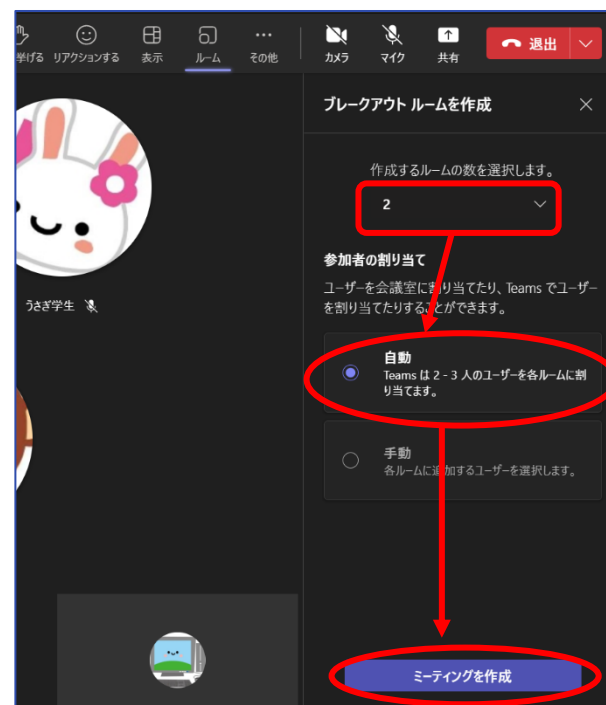 挙げる リアクションする 表示 ルーム その他 カメラ マイク 共有 退出
ブレークアウト ルームを作成
作成するルームの数を選択します。
2
参加者の割り当て
ユーザーを会議室に割り当てたり、Teams でユーザー
を割り当てたりすることができます。
うさぎ学生
自動
Teams は 2 - 3 人のユーザーを各ルームに割
り当てます。
手動
各ルームに追加するユーザーを選択します。
ミーティングを作成